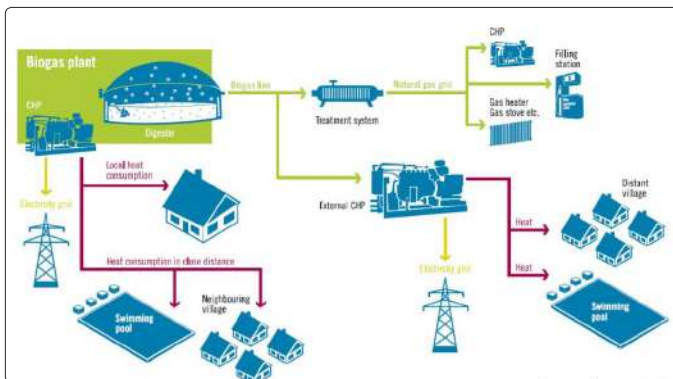 Biogas plant
CHP
Digester
Biogas line
Treatment system
Natural gas grid
CHP
Filling
station
Gas heater
Gas stove etc.
Electricity grid
Local heat
consumption
Heat consumption in close distance
Swimming
pool
Neighbouring
village
External CHP
Electricity grid
Heat
Heat
Distant
village
Swimming
pool